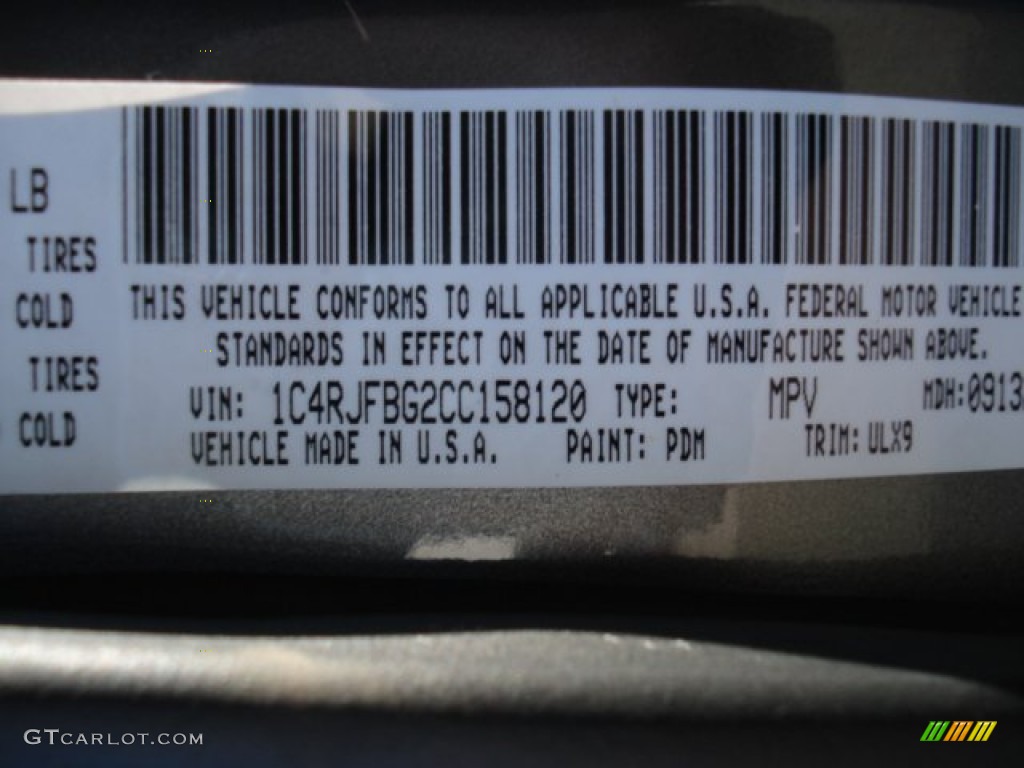 LB
TIRES
COLD
TIRES
COLD
THIS VEHICLE CONFORMS TO ALL APPLICABLE U.S.A. FEDERAL MOTOR VEHICLE
STANDARDS IN EFFECT ON THE DATE OF MANUFACTURE SHOWN ABOVE.
VIN: 1C4RJFBG2CC158120 TYPE: MPV MDH:0913
VEHICLE MADE IN U.S.A. PAINT: PDM TRIM: ULX9
GTCARLOT.COM